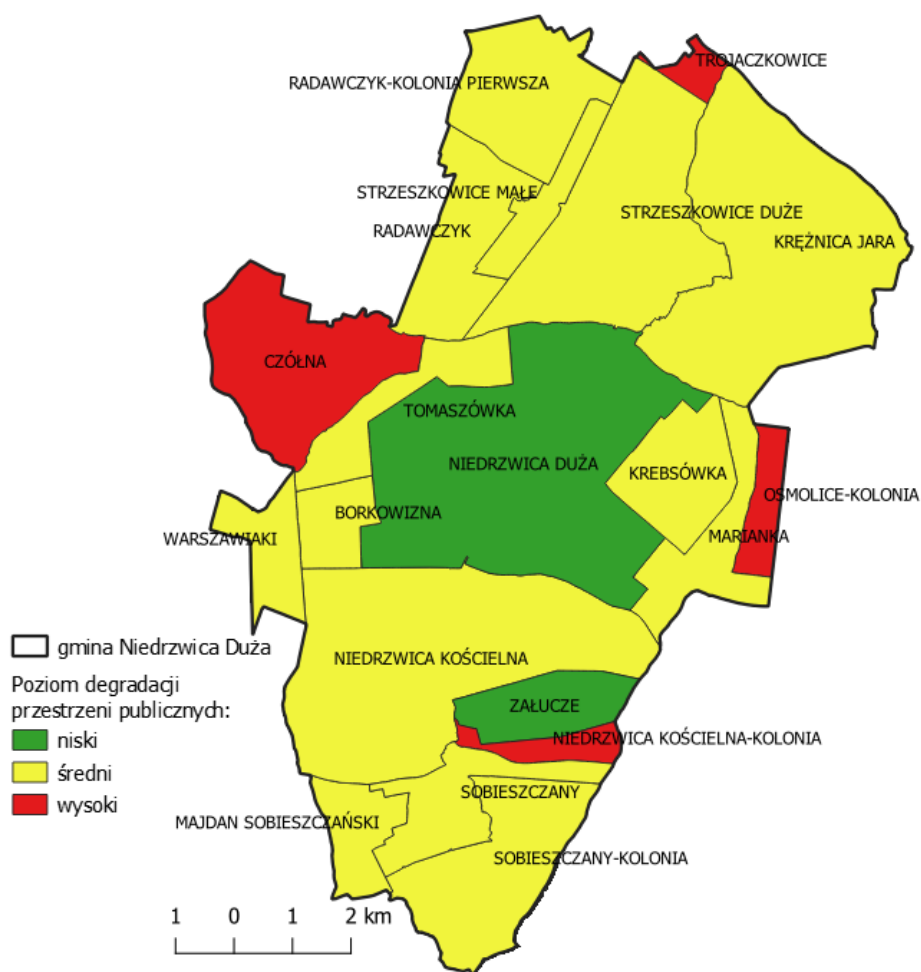 TROJACZKOWICE
RADAWCZYK-KOLONIA PIERWSZA
STRZESZKOWICE MAŁE
STRZESZKOWICE DUŻE
RADAWCZYK
KRĘŻNICA JARA
CZÓŁNA
TOMASZÓWKA
NIEDRZWICA DUŻA
KREBSÓWKA
OSMOLICE-KOLONIA
BORKOWIZNA
MARIANKA
WARSZAWIAKI
gmina Niedrzwica Duża
NIEDRZWICA KOŚCIELNA
Poziom degradacji
przestrzeni publicznych:
niski
średni
wysoki
ZAŁUCZE
NIEDRZWICA KOŚCIELNA-KOLONIA
SOBIESZCZANY
MAJDAN SOBIESZCZAŃSKI
SOBIESZCZANY-KOLONIA
1 0 1 2 km